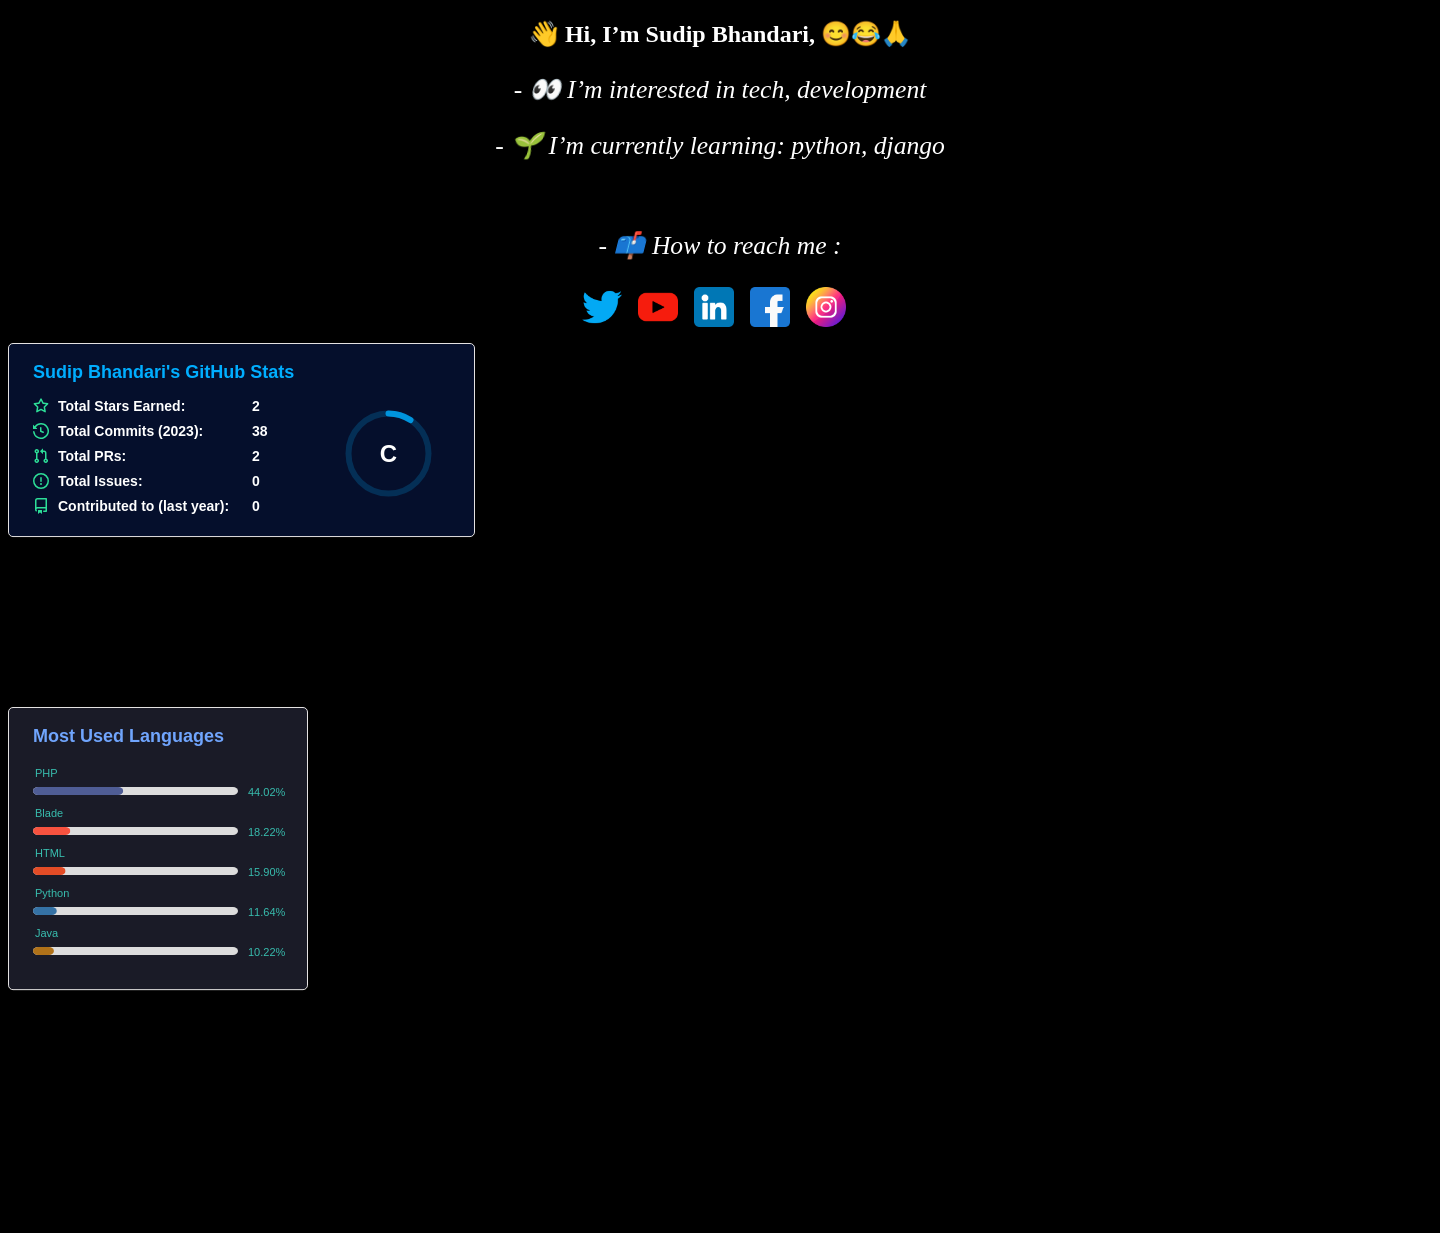 👋 Hi, I’m Sudip Bhandari, 😊😂🙏
- 👀 I’m interested in tech, development
- 🌱 I’m currently learning: python, django
- 📫 How to reach me :
Sudip Bhandari's GitHub Stats
Total Stars Earned: 2
Total Commits (2023): 38
Total PRs: 2
Total Issues: 0
Contributed to (last year): 0
C
Most Used Languages
PHP
44.02%
Blade
18.22%
HTML
15.90%
Python
11.64%
Java
10.22%